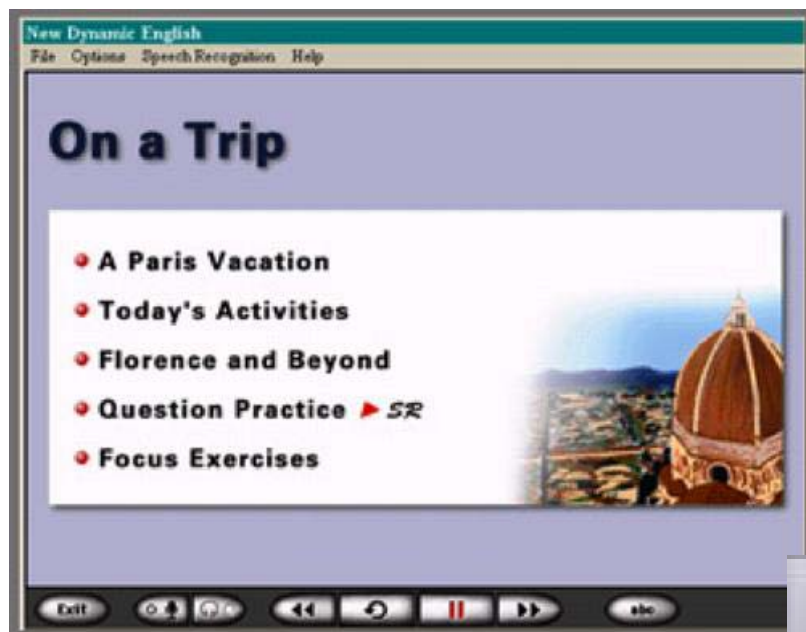 New Dynamic English
File Options Speech Recognition Help
On a Trip
A Paris Vacation
Today's Activities
Florence and Beyond
Question Practice SR
Focus Exercises
Exit
abc